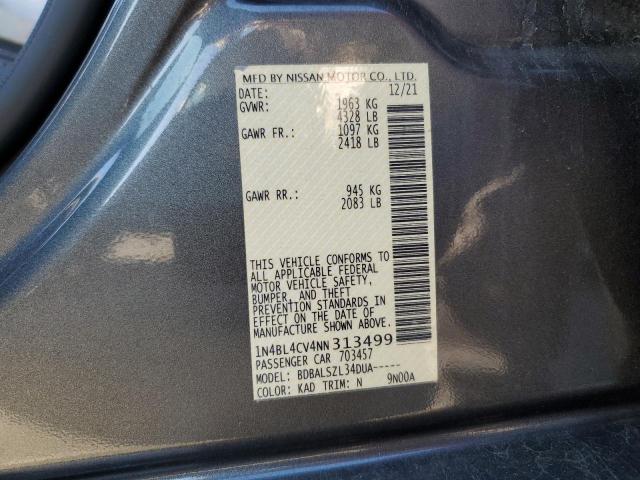 MFD BY NISSAN MOTOR CO., LTD.
DATE: 12/21
GVWR: 1963 KG
4328 LB
GAWR FR.: 1097 KG
2418 LB
GAWR RR.: 945 KG
2083 LB
THIS VEHICLE CONFORMS TO
ALL APPLICABLE FEDERAL
MOTOR VEHICLE SAFETY,
BUMPER, AND THEFT
PREVENTION STANDARDS IN
EFFECT ON THE DATE OF
MANUFACTURE SHOWN ABOVE.
1N4BL4CV4NN313499
PASSENGER CAR 703457
MODEL: BDBALSZL34DUA-----
COLOR: KAD TRIM: N 9N00A